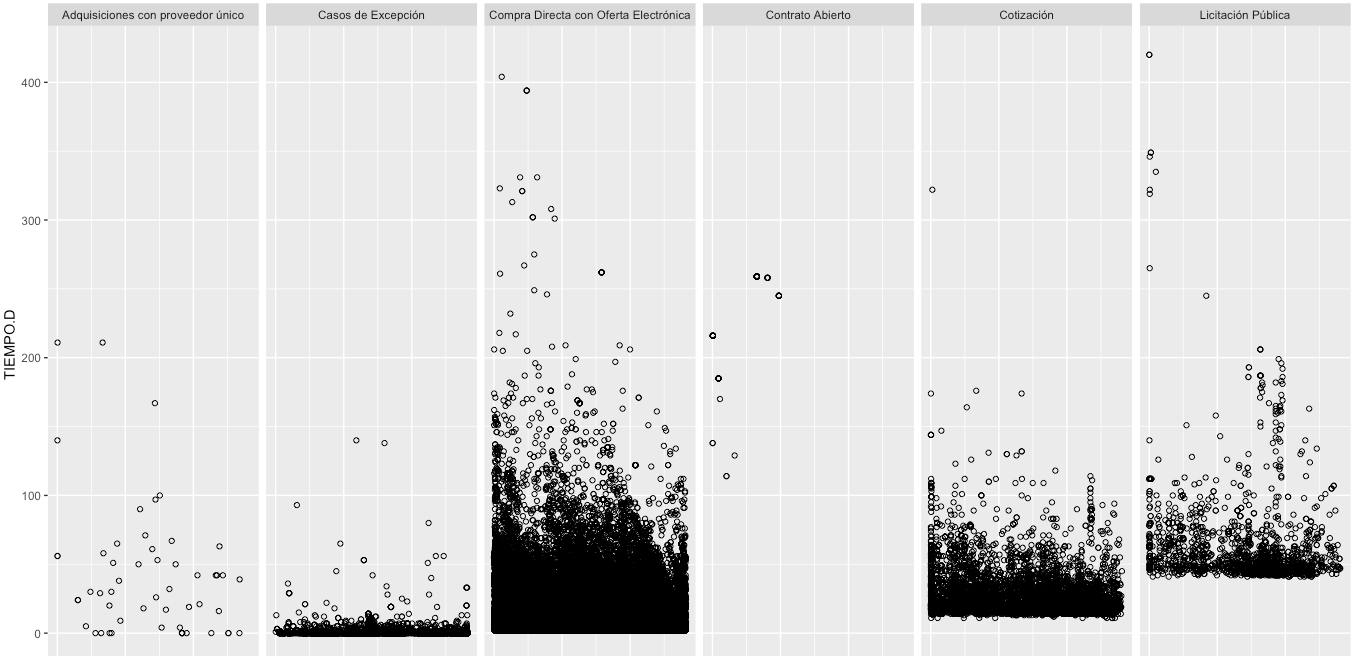 Adquisiciones con proveedor único
Casos de Excepción
Compra Directa con Oferta Electrónica
Contrato Abierto
Cotización
Licitación Pública
TIEMPO.D
400
300
200
100
0